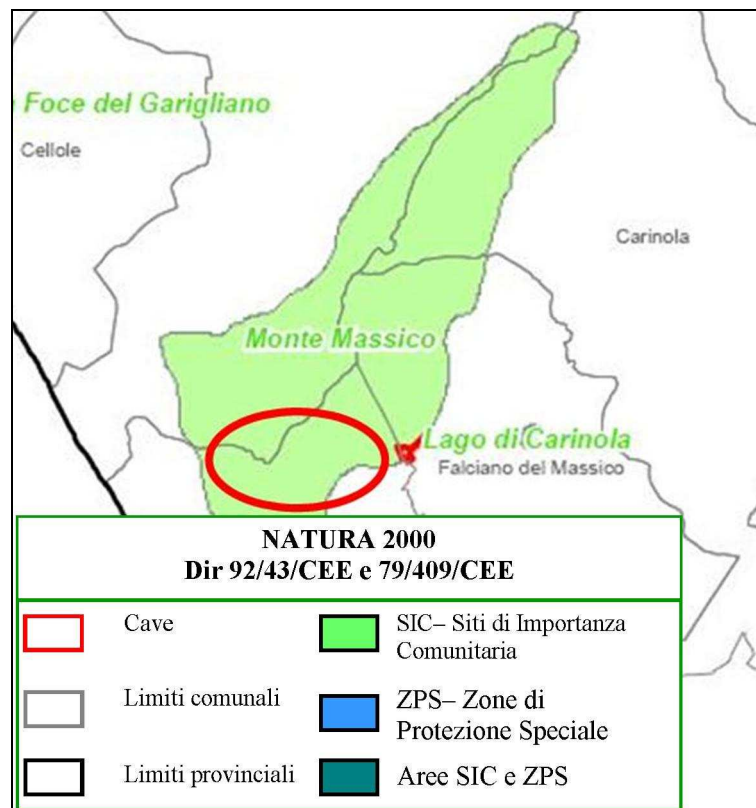 Foce del Garigliano
Cellole
Carinola
Monte Massico
Lago di Carinola
Falciano del Massico
NATURA 2000
Dir 92/43/CEE e 79/409/CEE
Cave
SIC– Siti di Importanza
Comunitaria
Limiti comunali
ZPS– Zone di
Protezione Speciale
Limiti provinciali
Aree SIC e ZPS